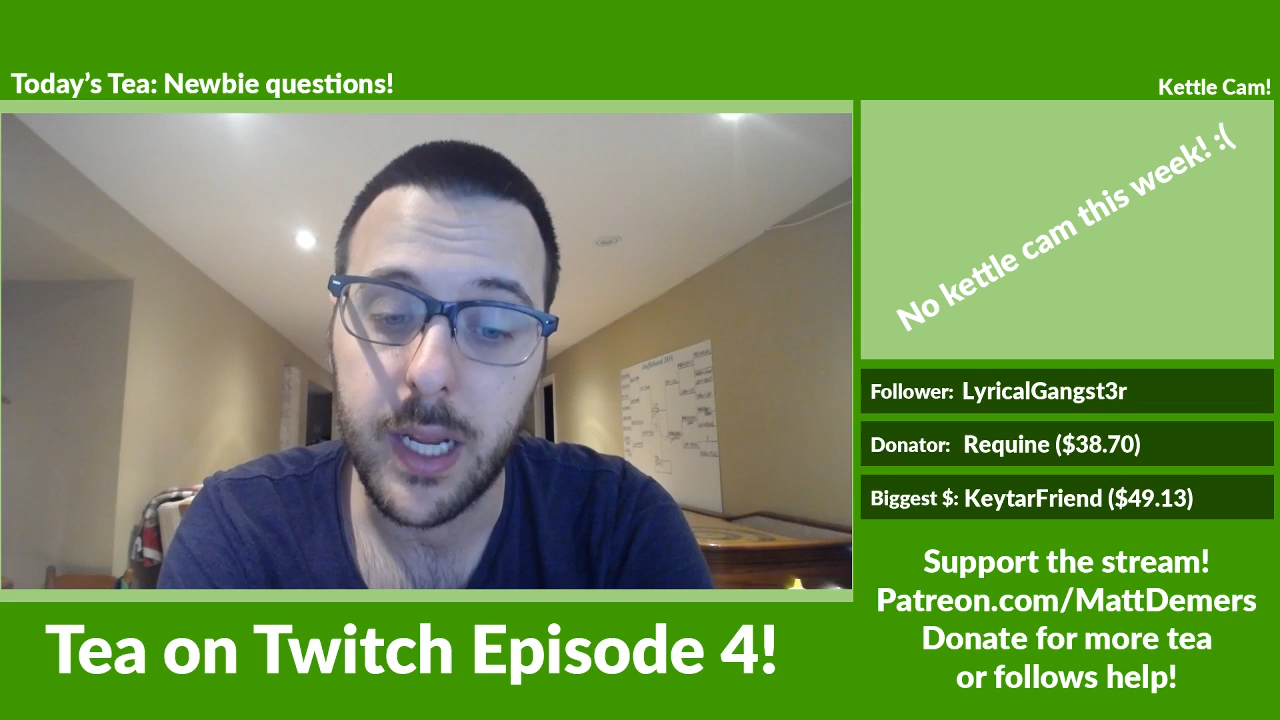 Today's Tea: Newbie questions!
Kettle Cam!
No kettle cam this week! :(
Follower: LyricalGangst3r
Donator: Requine ($38.70)
Biggest $: KeytarFriend ($49.13)
Support the stream!
Patreon.com/MattDemers
Donate for more tea
or follows help!
Tea on Twitch Episode 4!